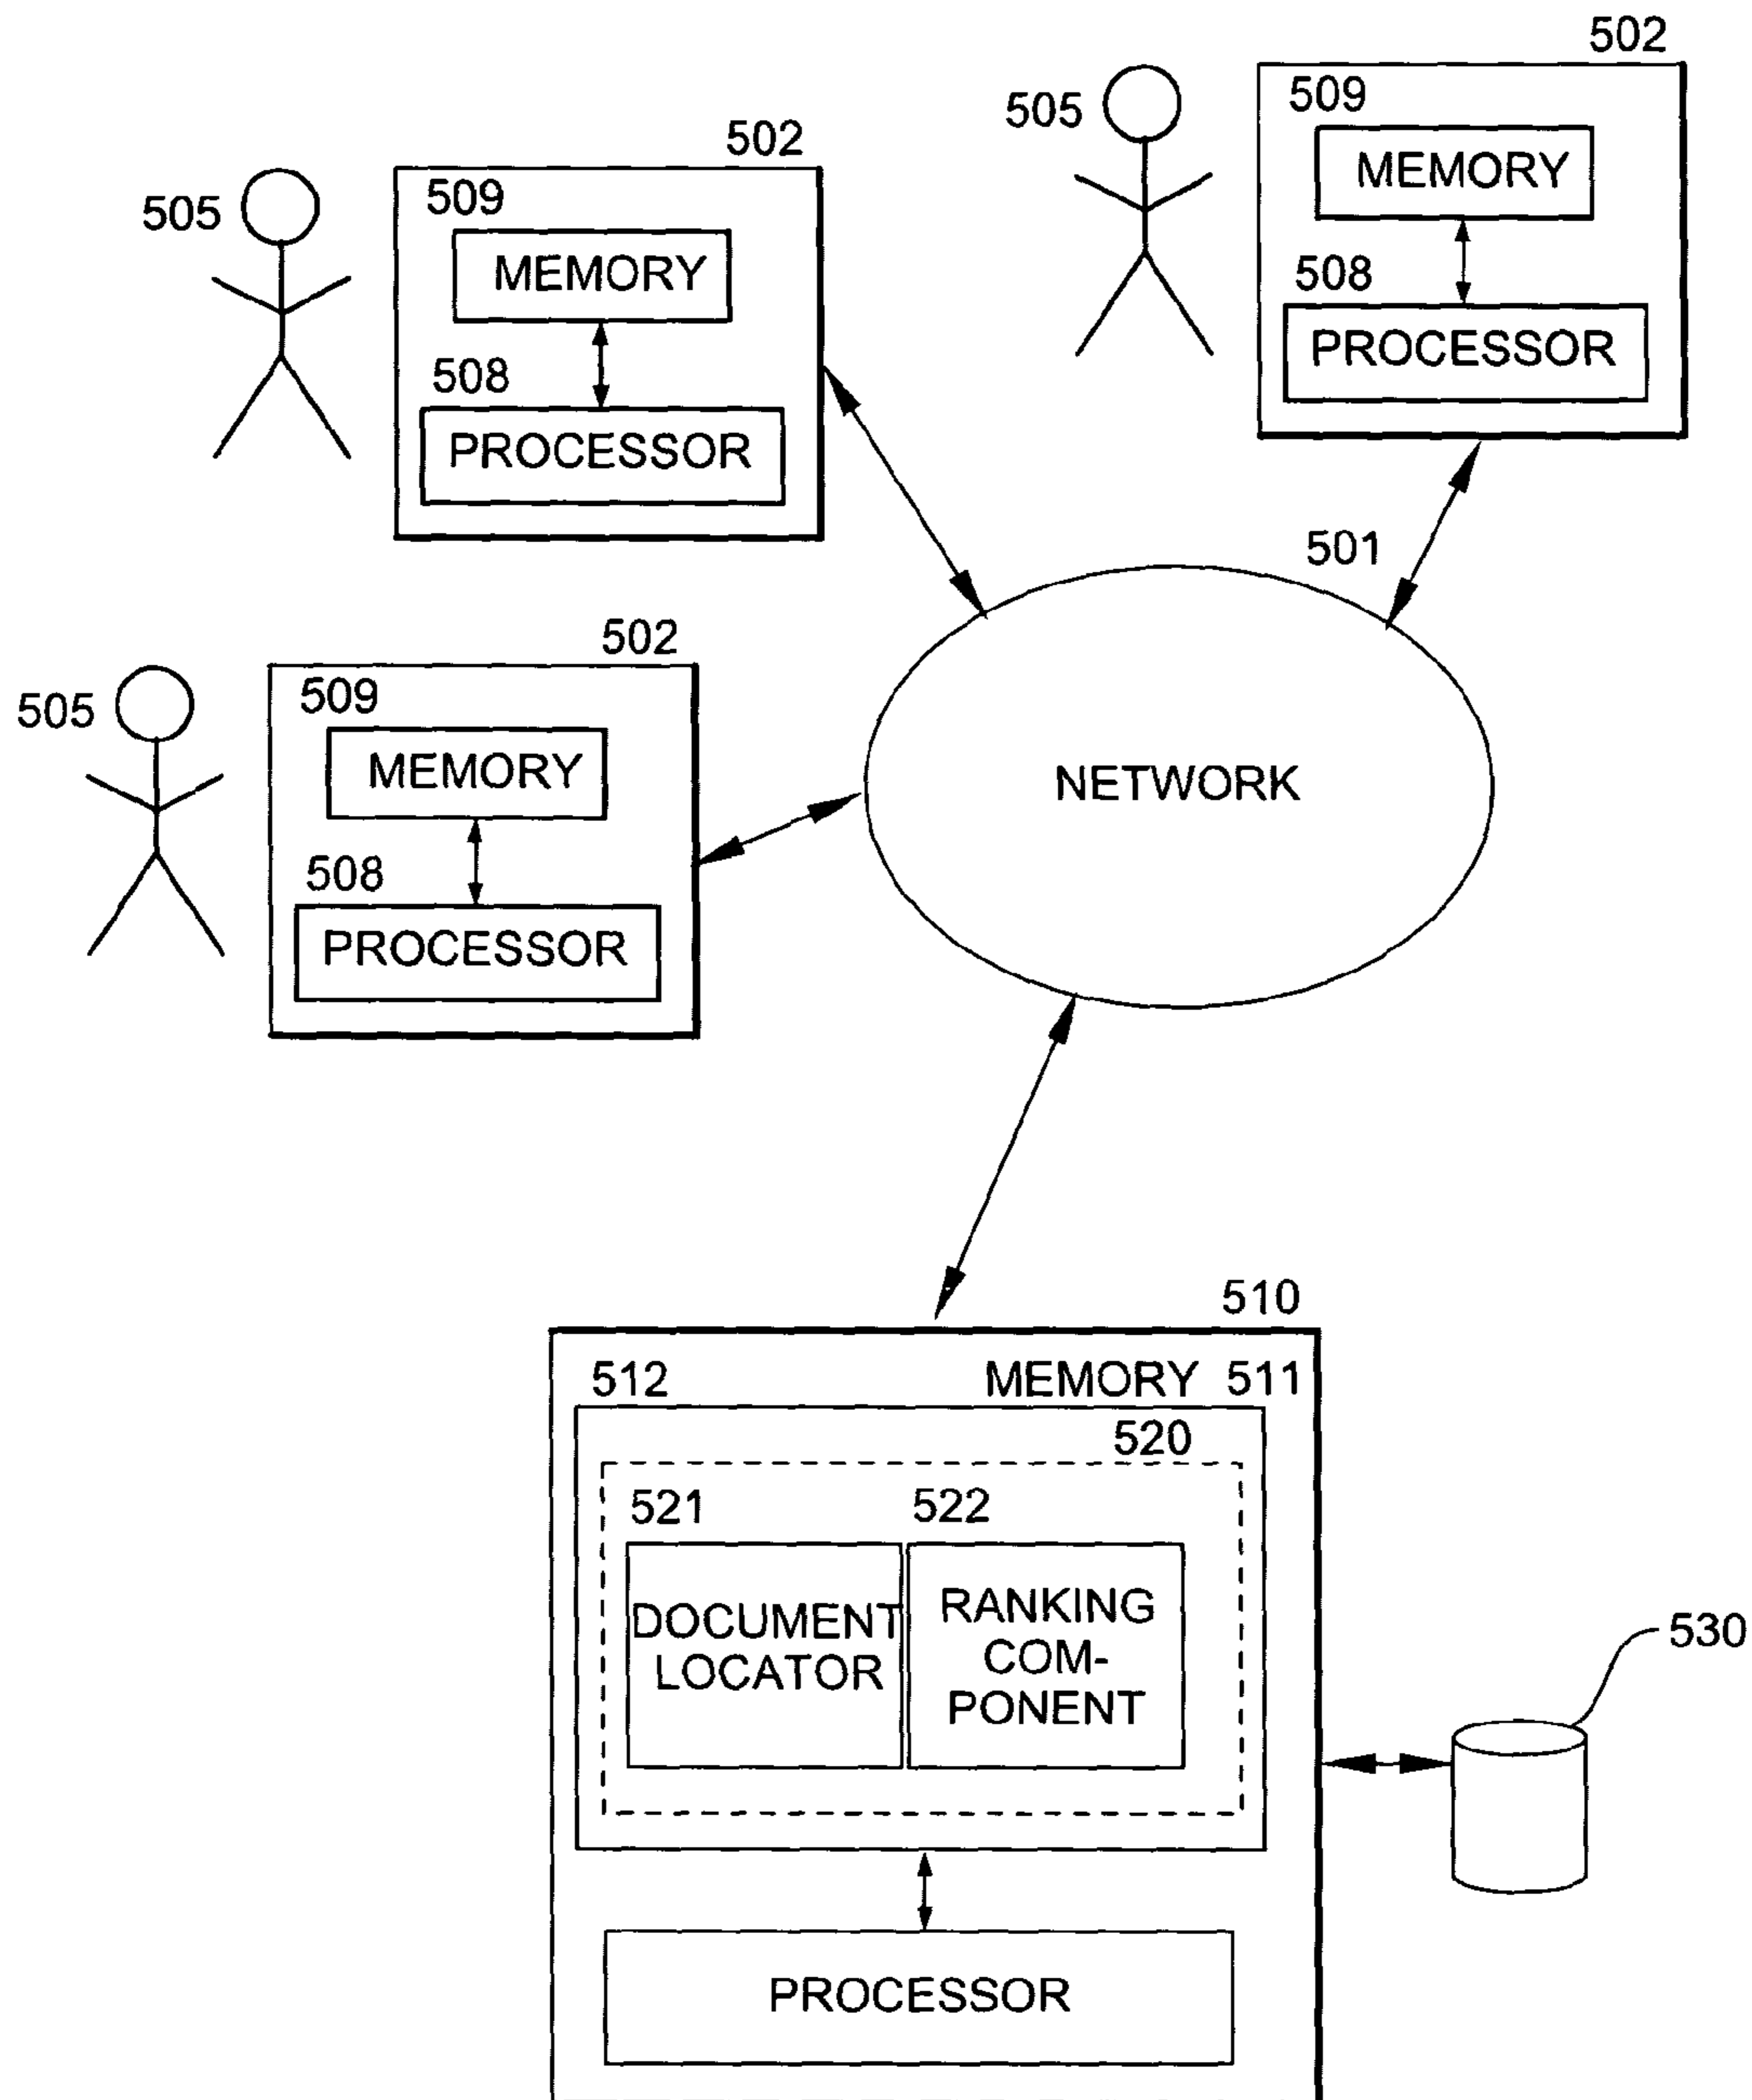 502
505
509
MEMORY
508
PROCESSOR
502
505
509
MEMORY
508
PROCESSOR
501
502
505
509
MEMORY
508
PROCESSOR
NETWORK
510
512
MEMORY 511
520
521
522
DOCUMENT
LOCATOR
RANKING
COM-
PONENT
530
PROCESSOR